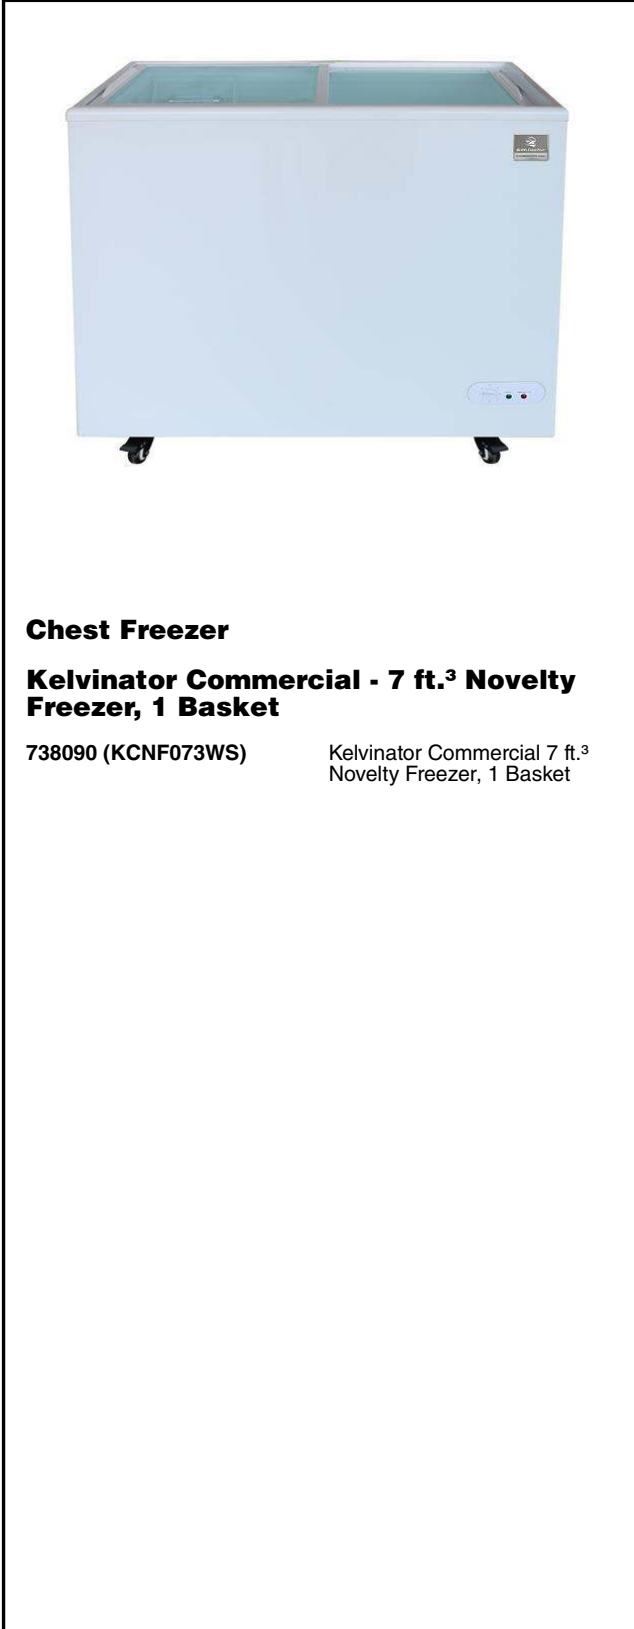 Chest Freezer
Kelvinator Commercial - 7 ft.³ Novelty
Freezer, 1 Basket
738090 (KCNF073WS)
Kelvinator Commercial 7 ft.³
Novelty Freezer, 1 Basket